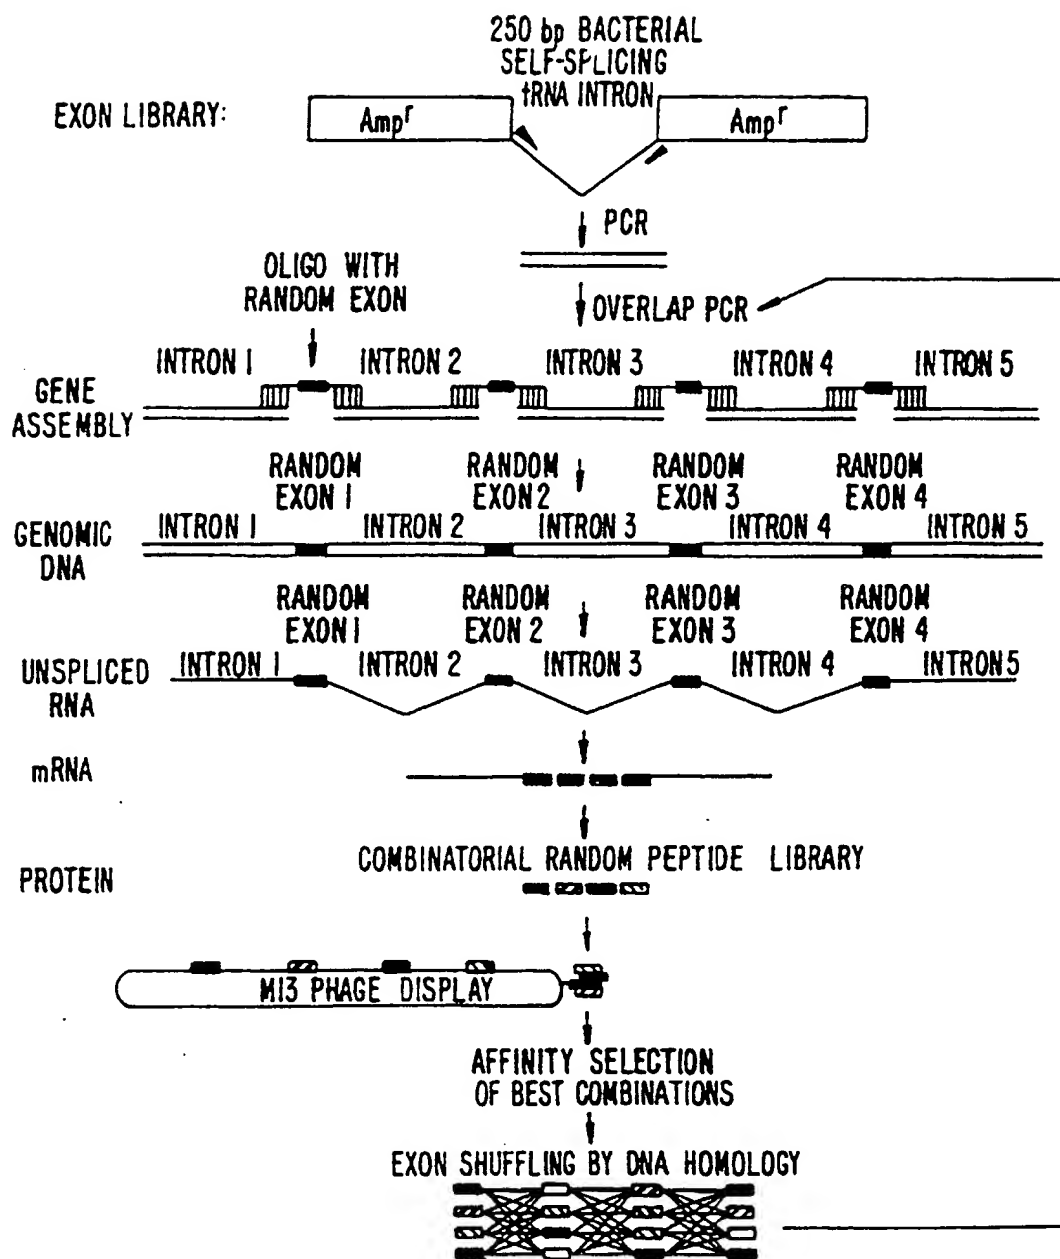 250 bp BACTERIAL
SELF-SPLICING
tRNA INTRON
EXON LIBRARY:
Ampʳ
Ampʳ
PCR
OLIGO WITH
RANDOM EXON
OVERLAP PCR
INTRON 1 INTRON 2 INTRON 3 INTRON 4 INTRON 5
GENE
ASSEMBLY
RANDOM
EXON 1
RANDOM
EXON 2
RANDOM
EXON 3
RANDOM
EXON 4
INTRON 1 INTRON 2 INTRON 3 INTRON 4 INTRON 5
GENOMIC
DNA
RANDOM
EXON 1
RANDOM
EXON 2
RANDOM
EXON 3
RANDOM
EXON 4
INTRON 1 INTRON 2 INTRON 3 INTRON 4 INTRON 5
UNSPLICED
RNA
mRNA
COMBINATORIAL RANDOM PEPTIDE LIBRARY
PROTEIN
M13 PHAGE DISPLAY
AFFINITY SELECTION
OF BEST COMBINATIONS
EXON SHUFFLING BY DNA HOMOLOGY